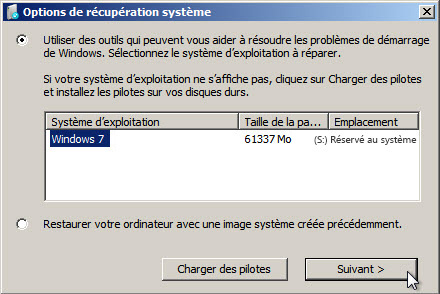 Options de récupération système
Utiliser des outils qui peuvent vous aider à résoudre les problèmes de démarrage
de Windows. Sélectionnez le système d'exploitation à réparer.
Si votre système d'exploitation ne s'affiche pas, cliquez sur Charger des pilotes
et installez les pilotes sur vos disques durs.
Système d'exploitation Taille de la pa... Emplacement
Windows 7 61337 Mo (S:) Réservé au système
Restaurer votre ordinateur avec une image système créée précédemment.
Charger des pilotes Suivant >